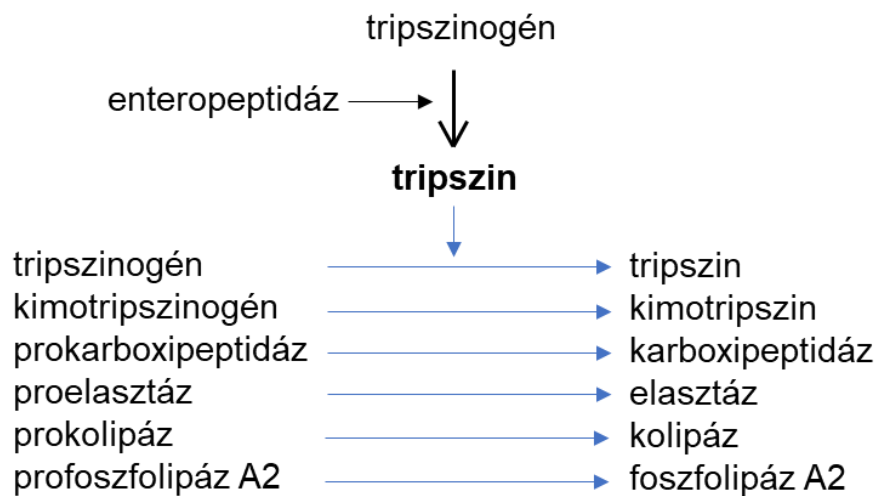 tripszinogén
enteropeptidáz
tripszin
tripszinogén tripszin
kimotripszinogén kimotripszin
prokarboxipeptidáz karboxipeptidáz
proelasztáz elasztáz
prokolipáz kolipáz
profoszfolipáz A2 foszfolipáz A2